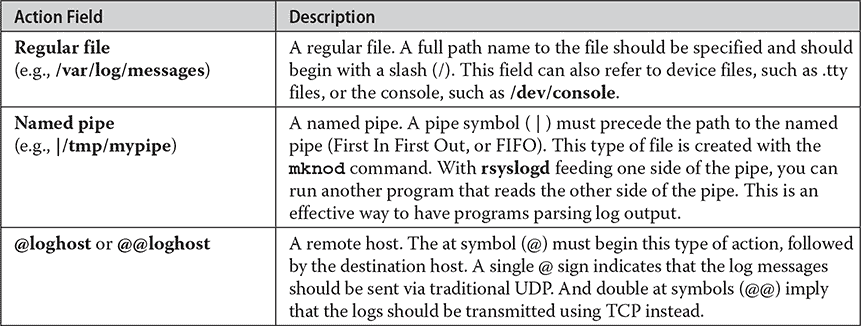 Action Field
Description
Regular file
(e.g., /var/log/messages)
A regular file. A full path name to the file should be specified and should
begin with a slash (/). This field can also refer to device files, such as .tty
files, or the console, such as /dev/console.
Named pipe
(e.g., |/tmp/mypipe)
A named pipe. A pipe symbol ( | ) must precede the path to the named
pipe (First In First Out, or FIFO). This type of file is created with the
mknod command. With rsyslogd feeding one side of the pipe, you can
run another program that reads the other side of the pipe. This is an
effective way to have programs parsing log output.
@loghost or @@loghost
A remote host. The at symbol (@) must begin this type of action, followed
by the destination host. A single @ sign indicates that the log messages
should be sent via traditional UDP. And double at symbols (@@) imply
that the logs should be transmitted using TCP instead.